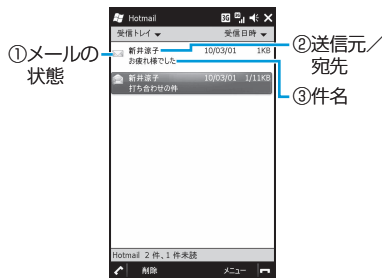 Hotmail
受信トレイ 受信日時
新井涼子 10/03/01 1KB
お疲れ様でした
新井涼子 10/03/01 1/11KB
打ち合わせの件
Hotmail 2 件、1 件未読
削除 メニュー
①メールの
状態
②送信元／
宛先
③件名